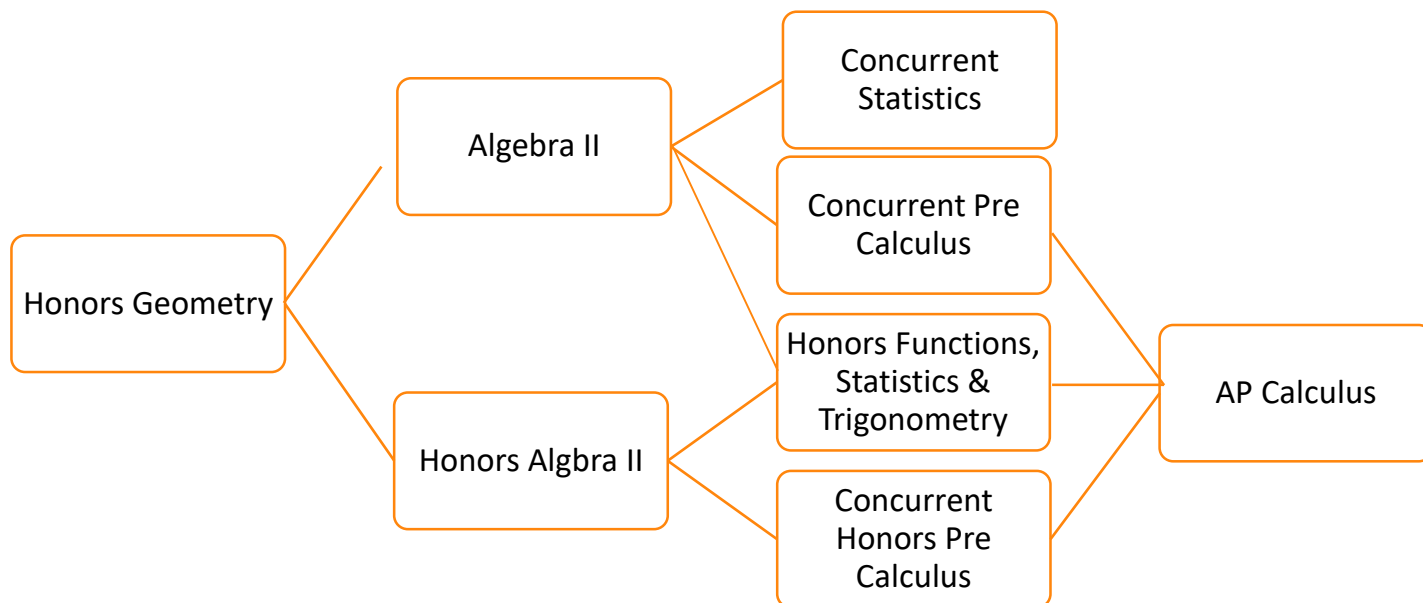 Honors Geometry
Algebra II
Honors Algbra II
Concurrent
Statistics
Concurrent Pre
Calculus
Honors Functions,
Statistics &
Trigonometry
Concurrent
Honors Pre
Calculus
AP Calculus